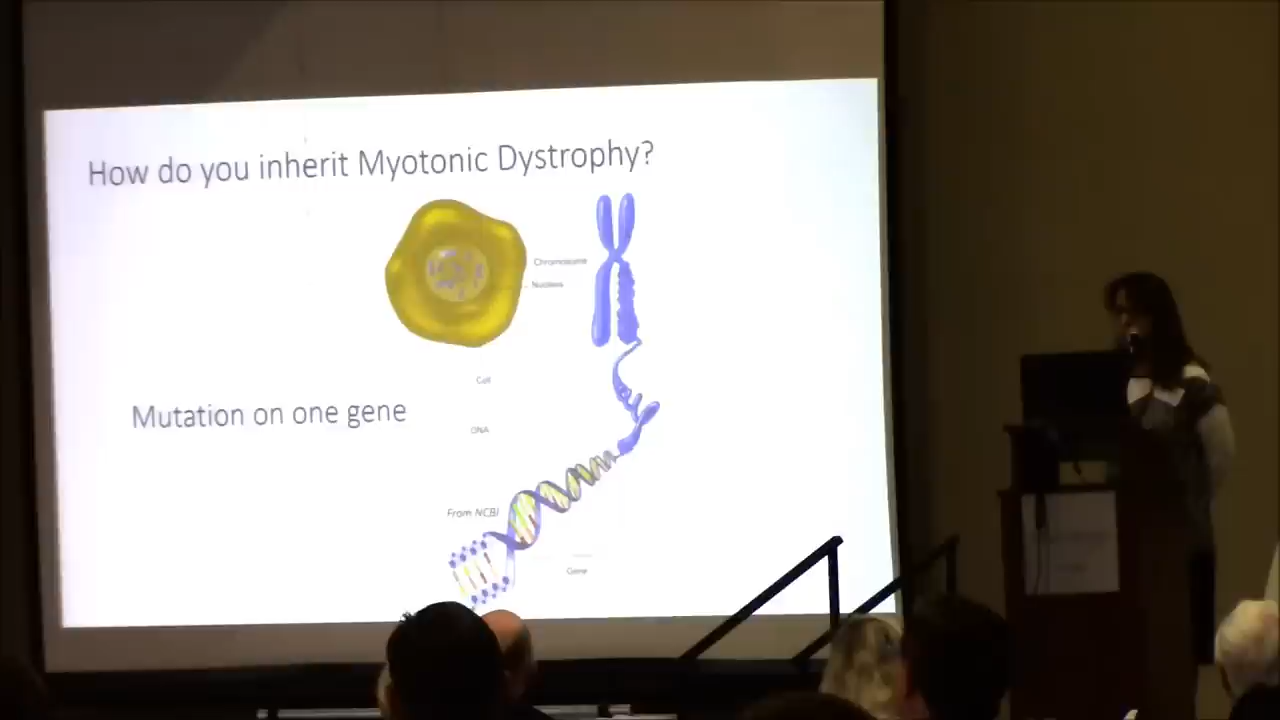 How do you inherit Myotonic Dystrophy?
Chromosome
Nucleus
Cell
Mutation on one gene
DNA
From NCBI
Gene